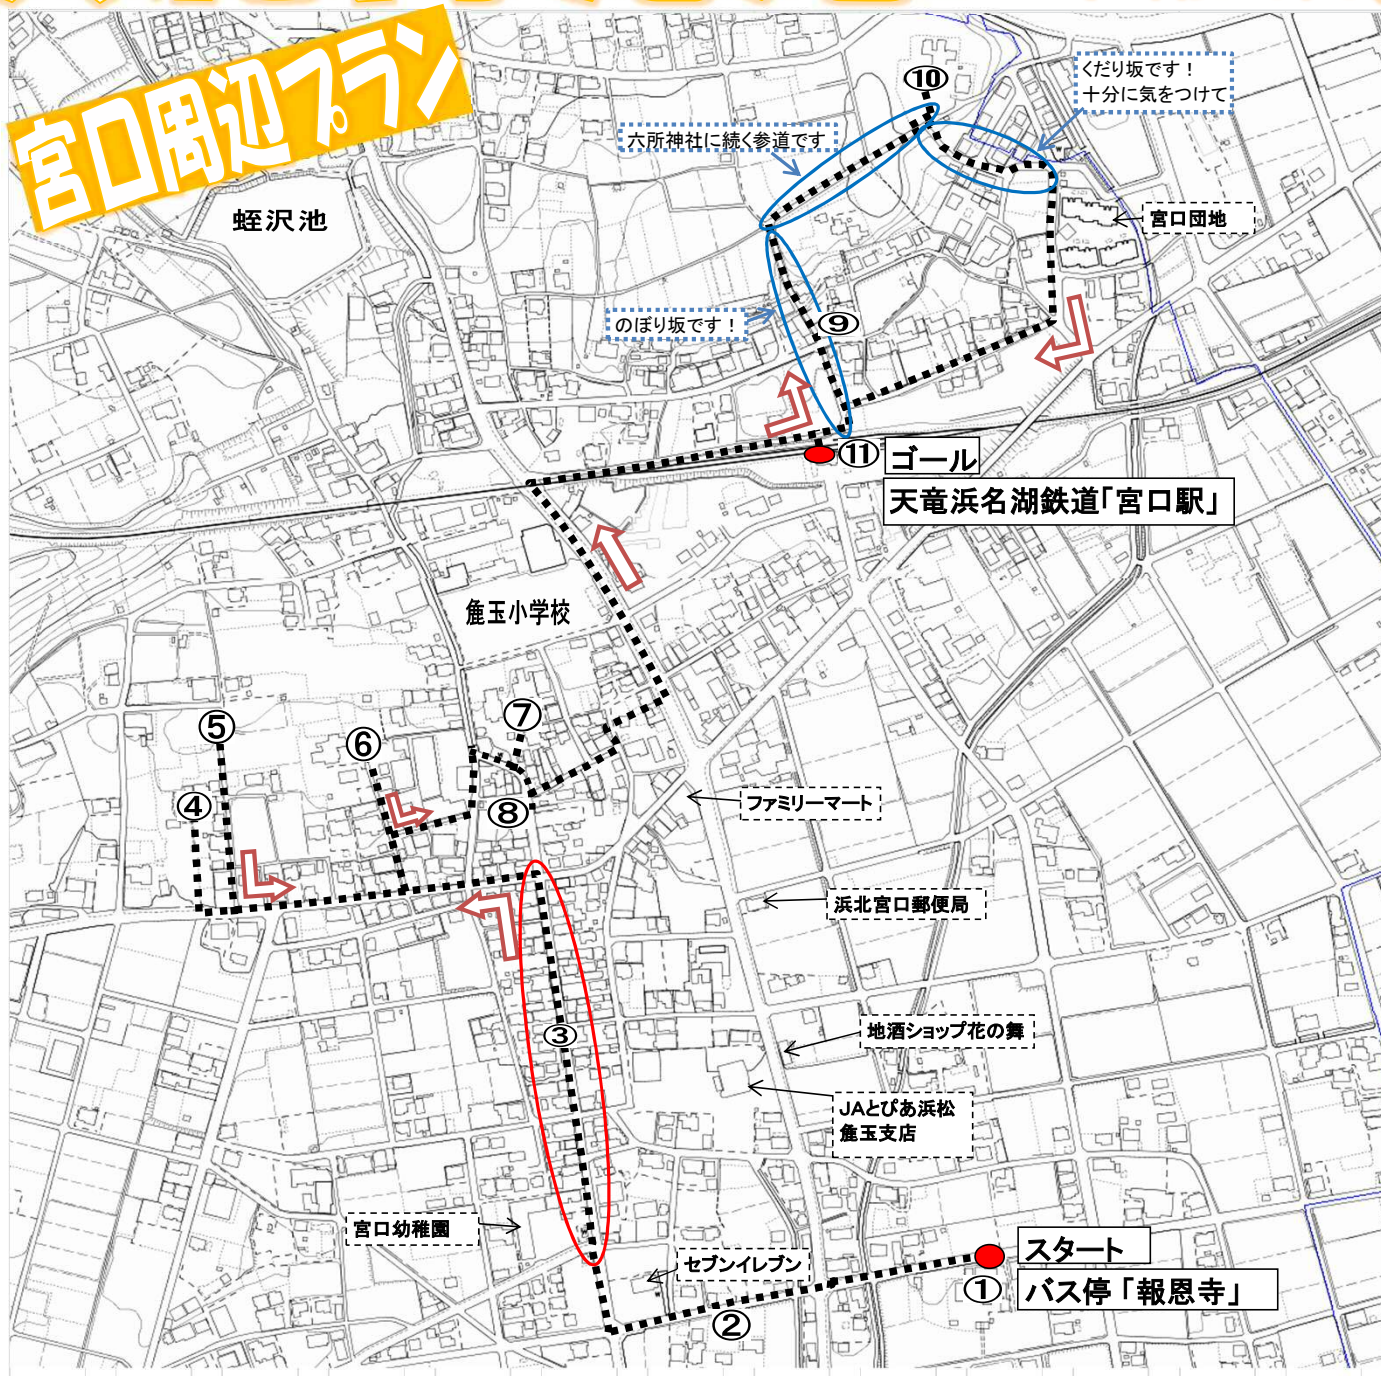 宮口周辺プラン
⑩
くだり坂です！
十分に気をつけて
六所神社に続く参道です
蛭沢池
宮口団地
のぼり坂です！
⑨
⑪
ゴール
天竜浜名湖鉄道「宮口駅」
麁玉小学校
⑤
⑦
⑥
④
⑧
ファミリーマート
浜北宮口郵便局
③
地酒ショップ花の舞
JAとぴあ浜松
麁玉支店
宮口幼稚園
セブンイレブン
スタート
①
バス停「報恩寺」
②